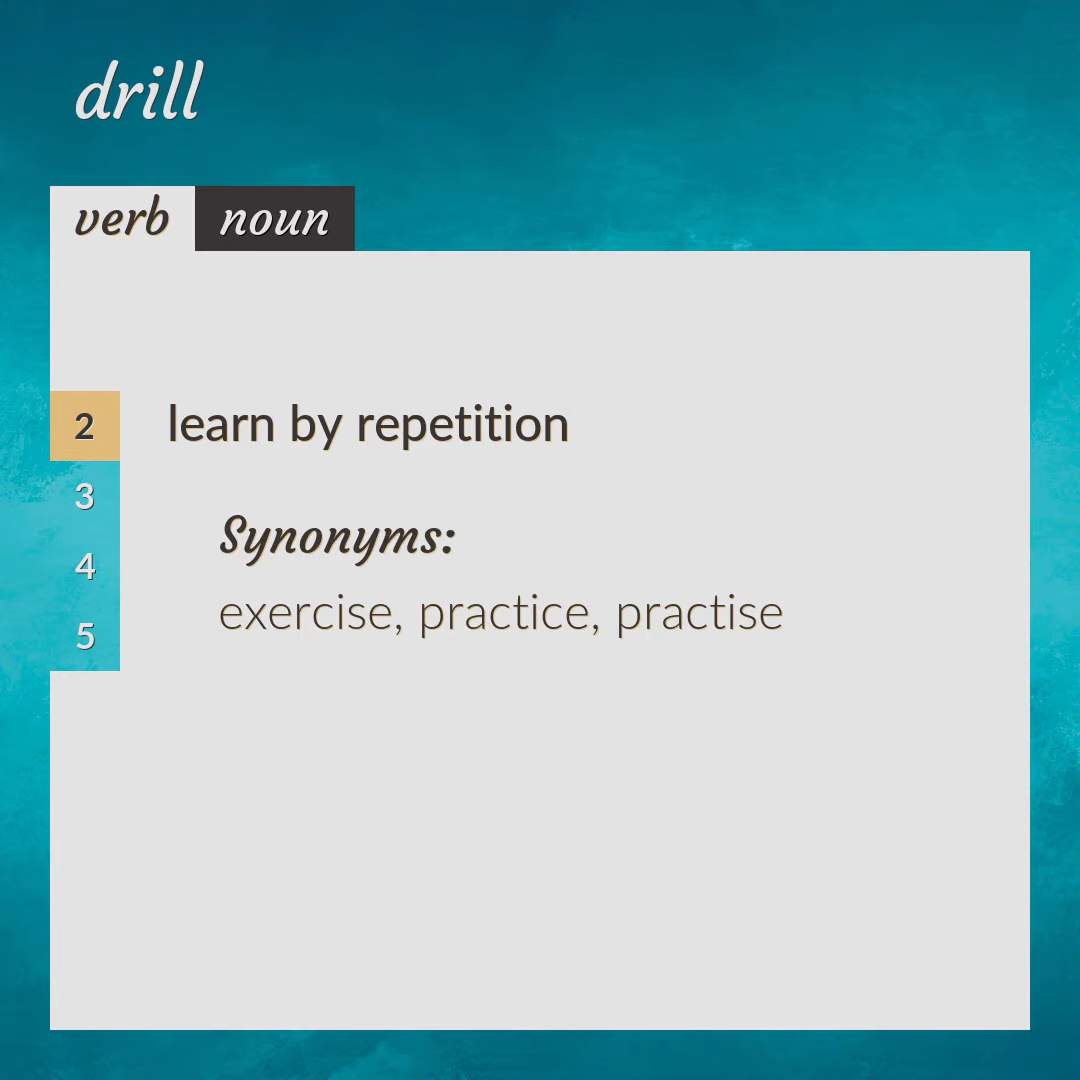 drill
verb noun
2 learn by repetition
3
Synonyms:
4
exercise, practice, practise
5